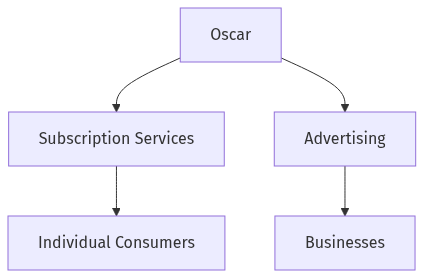 Oscar
Subscription Services
Advertising
Individual Consumers
Businesses